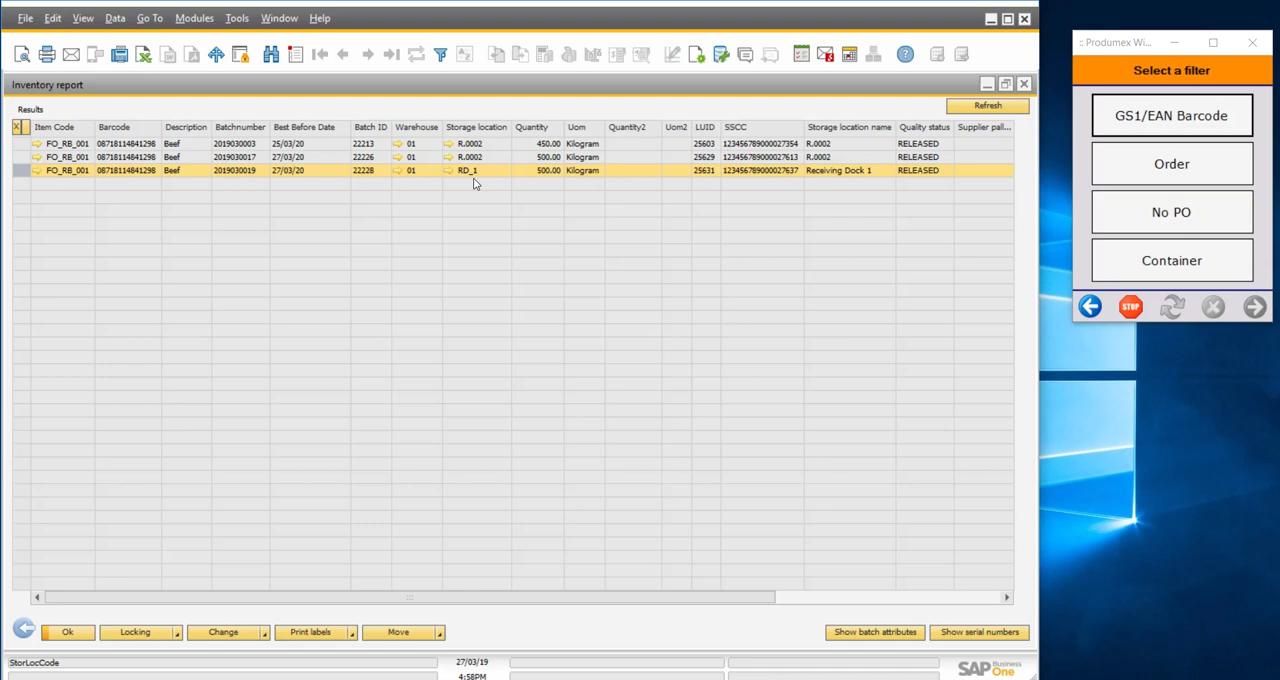 File Edit View Data Go To Modules Tools Window Help
Inventory report
Results
Refresh
X Item Code Barcode Description Batchnumber Best Before Date Batch ID Warehouse Storage location Quantity Uom Quantity2 Uom2 LUID SSCC Storage location name Quality status Supplier pall...
FO_RB_001 08718114841298 Beef 2019030003 25/03/20 22213 01 R.0002 450.00 Kilogram 25603 123456789000027354 R.0002 RELEASED
FO_RB_001 08718114841298 Beef 2019030017 27/03/20 22226 01 R.0002 500.00 Kilogram 25629 123456789000027613 R.0002 RELEASED
FO_RB_001 08718114841298 Beef 2019030019 27/03/20 22228 01 RD_1 500.00 Kilogram 25631 123456789000027637 Receiving Dock 1 RELEASED
Ok Locking Change Print labels Move Show batch attributes Show serial numbers
StorLocCode 27/03/19
4:58PM
SAP Business One
:: Produmex Wi...
Select a filter
GS1/EAN Barcode
Order
No PO
Container
STOP